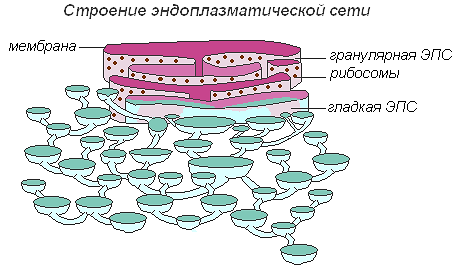 Строение эндоплазматической сети
мембрана
гранулярная ЭПС
рибосомы
гладкая ЭПС